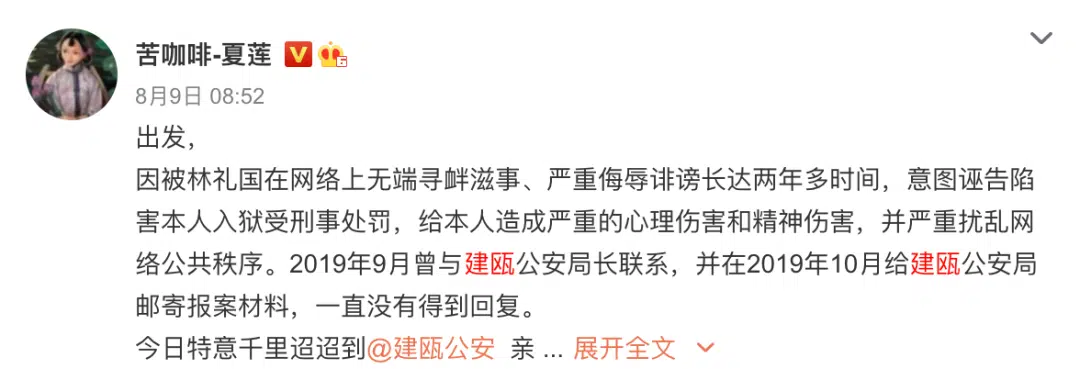 苦咖啡-夏莲
8月9日 08:52
出发，
因被林礼国在网络上无端寻衅滋事、严重侮辱诽谤长达两年多时间，意图诬告陷
害本人入狱受刑事处罚，给本人造成严重的心理伤害和精神伤害，并严重扰乱网
络公共秩序。2019年9月曾与建瓯公安局长联系，并在2019年10月给建瓯公安局
邮寄报案材料，一直没有得到回复。
今日特意千里迢迢到@建瓯公安 亲 ... 展开全文